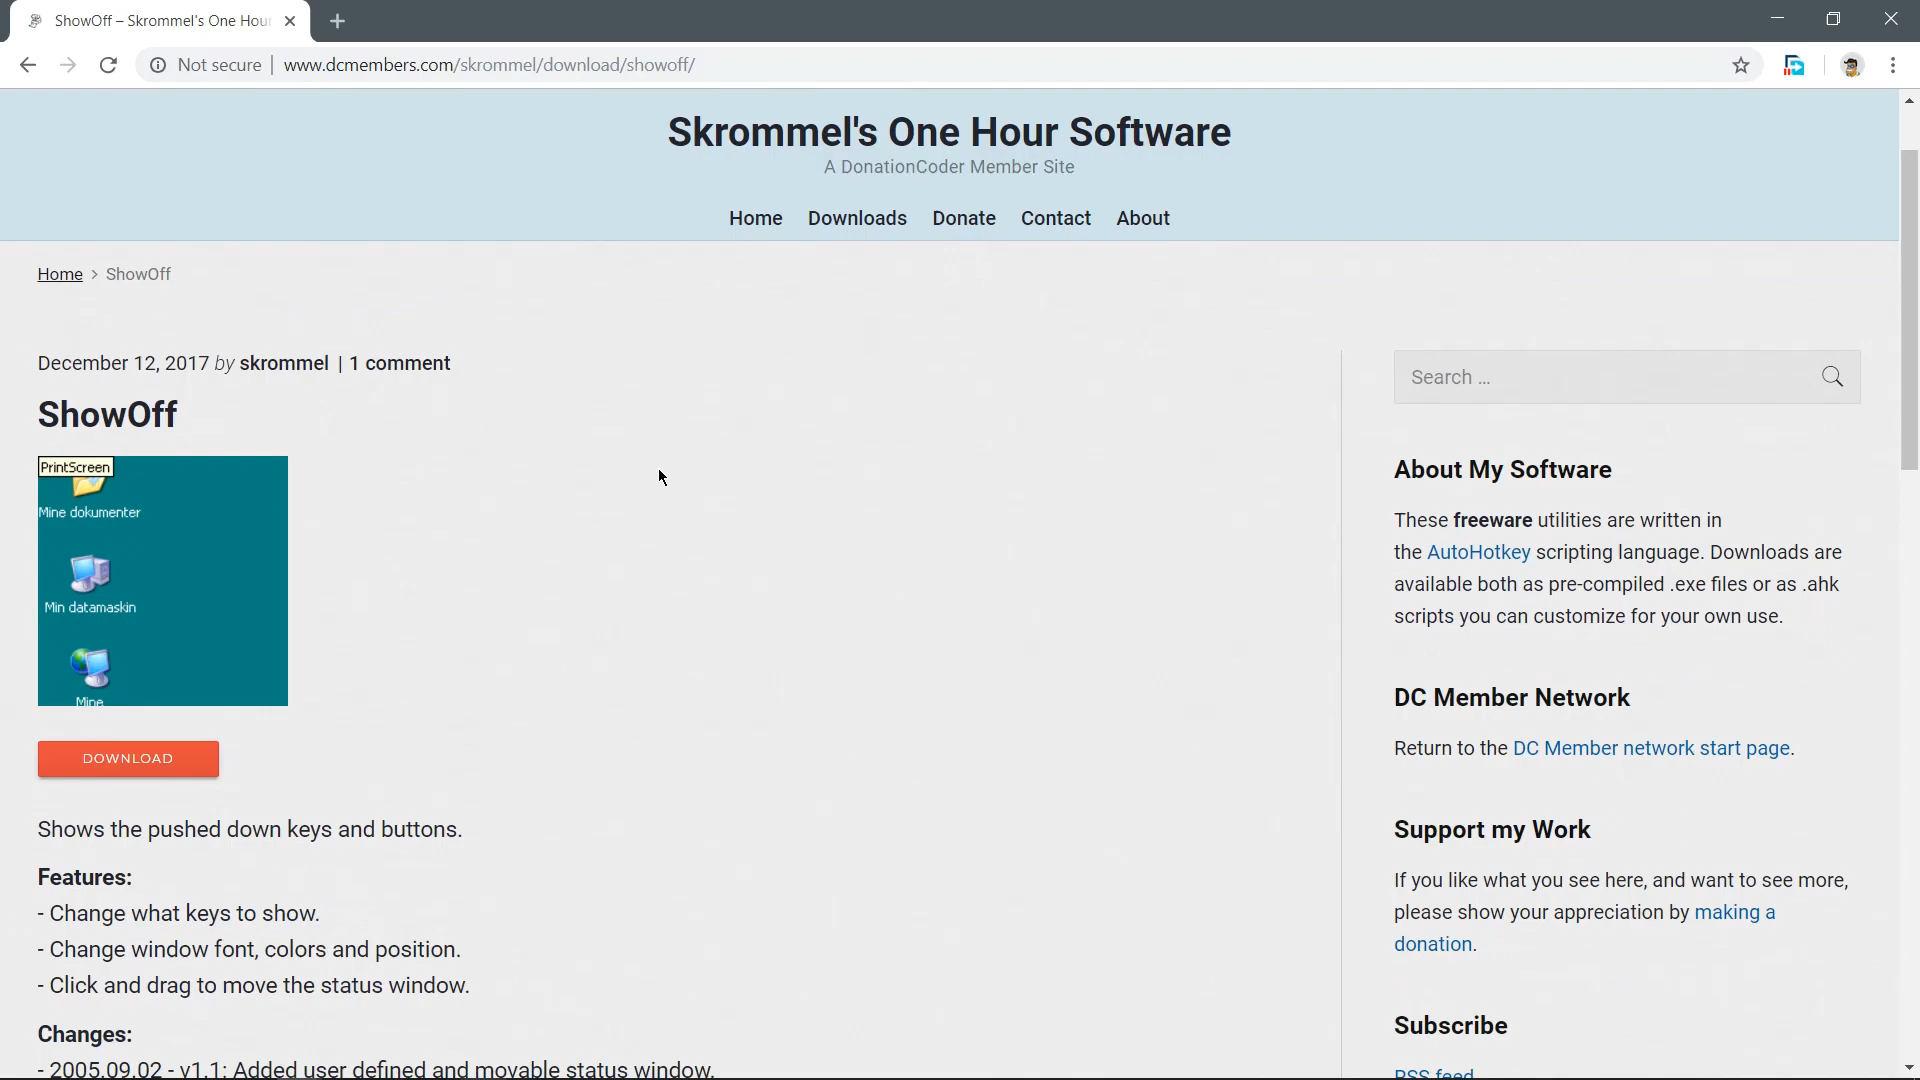 ShowOff – Skrommel's One Hou
Not secure
www.dcmembers.com/skrommel/download/showoff/
Skrommel's One Hour Software
A DonationCoder Member Site
Home Downloads Donate Contact About
Home > ShowOff
December 12, 2017 by skrommel | 1 comment
ShowOff
PrintScreen
Mine dokumenter
Min datamaskin
Mine
DOWNLOAD
Shows the pushed down keys and buttons.
Features:
- Change what keys to show.
- Change window font, colors and position.
- Click and drag to move the status window.
Changes:
- 2005.09.02 - v1.1: Added user defined and movable status window.
Search ...
About My Software
These freeware utilities are written in
the AutoHotkey scripting language. Downloads are
available both as pre-compiled .exe files or as .ahk
scripts you can customize for your own use.
DC Member Network
Return to the DC Member network start page.
Support my Work
If you like what you see here, and want to see more,
please show your appreciation by making a
donation.
Subscribe
RSS feed